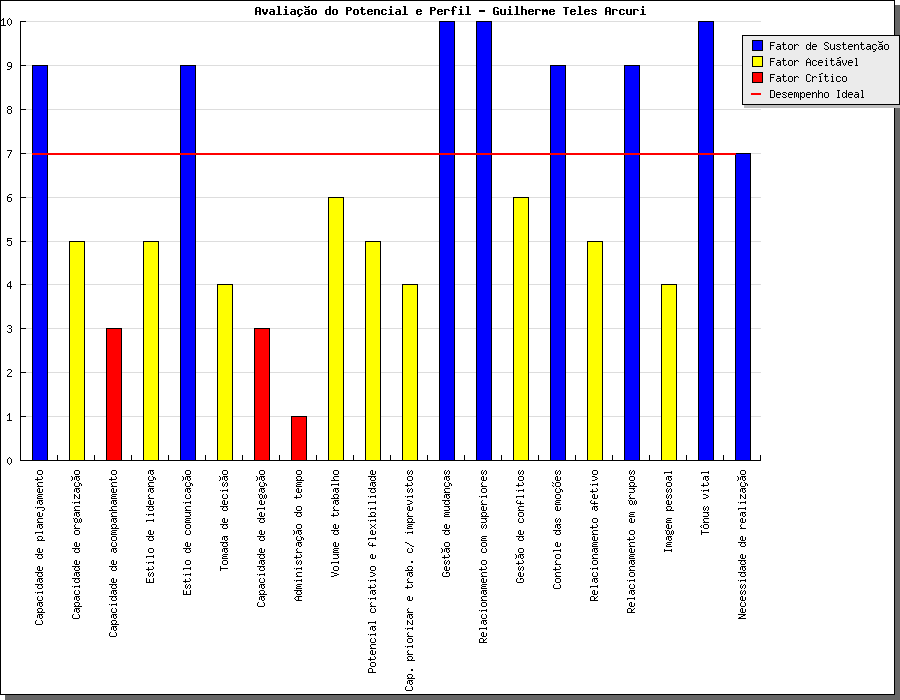 Avaliação do Potencial e Perfil - Guilherme Teles Arcuri
Fator de Sustentação
Fator Aceitável
Fator Crítico
Desempenho Ideal
10
9
8
7
6
5
4
3
2
1
0
Capacidade de planejamento
Capacidade de organização
Capacidade de acompanhamento
Estilo de liderança
Estilo de comunicação
Tomada de decisão
Capacidade de delegação
Administração do tempo
Volume de trabalho
Potencial criativo e flexibilidade
Cap. priorizar e trab. c/ imprevistos
Gestão de mudanças
Relacionamento com superiores
Gestão de conflitos
Controle das emoções
Relacionamento afetivo
Relacionamento em grupos
Imagem pessoal
Tônus vital
Necessidade de realização